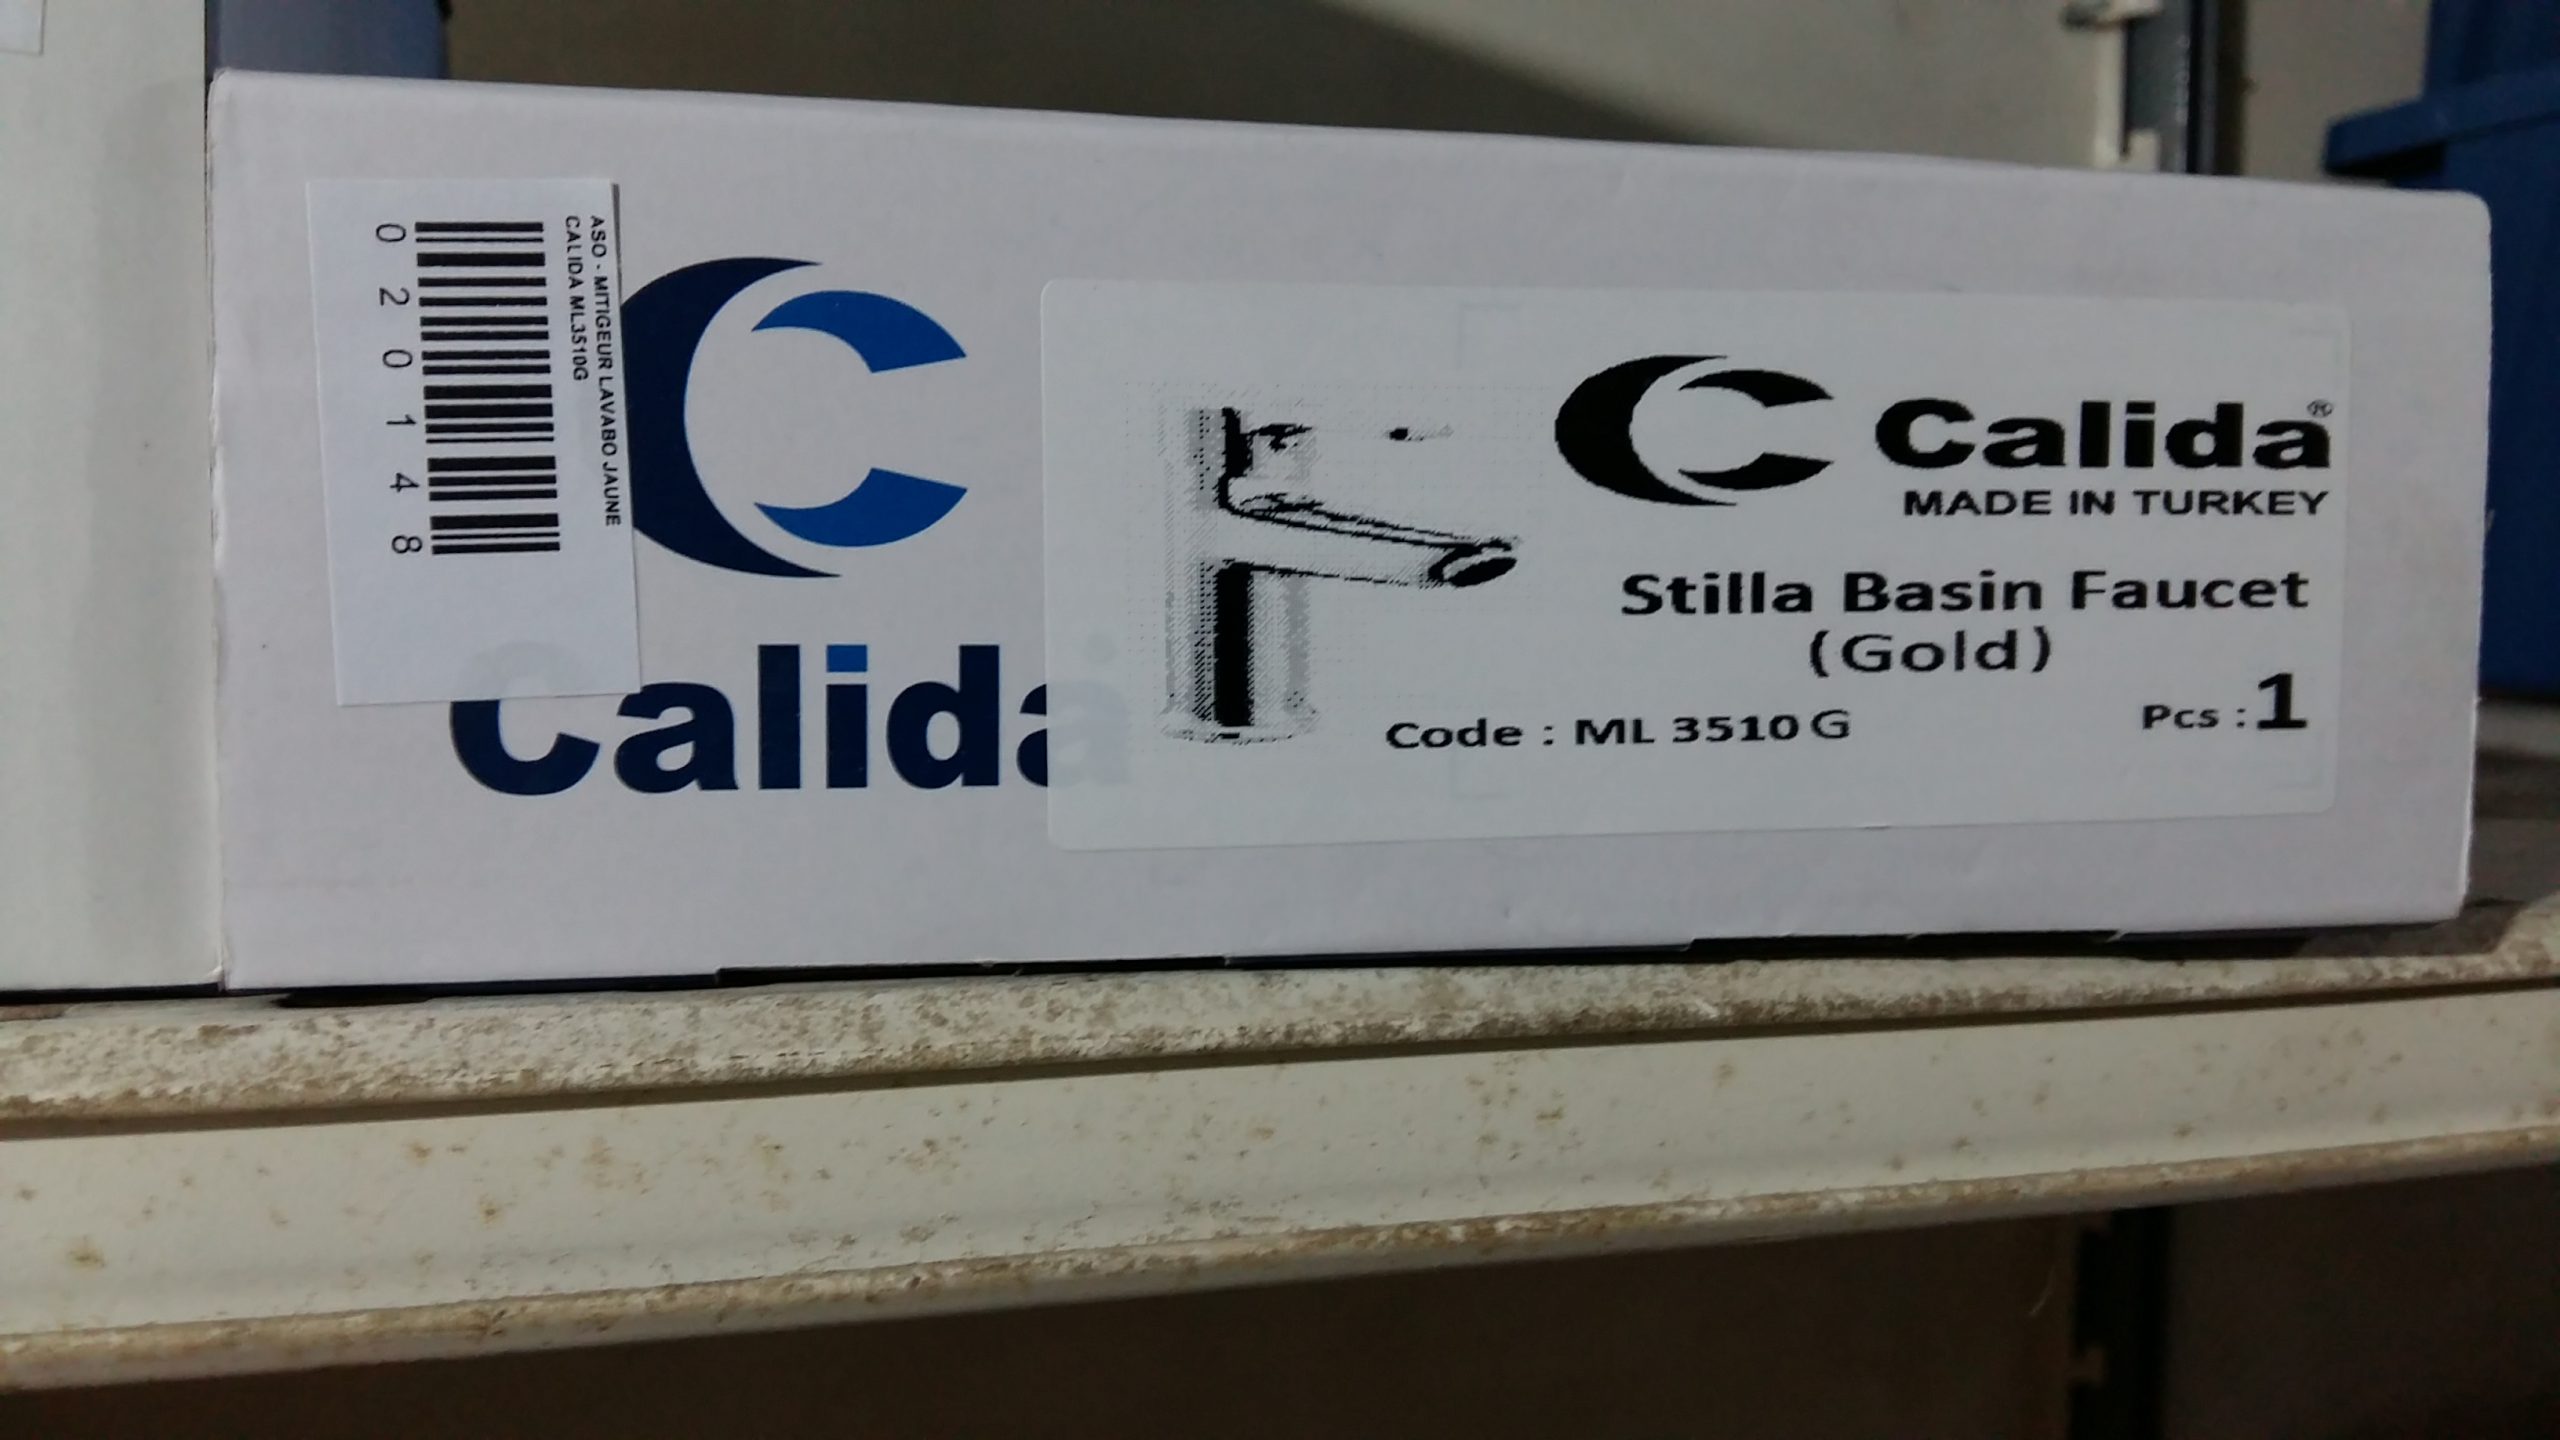 ASO - MITIGEUR LAVABO JAUNE
CALIDA ML3510G
0 2 0 1 4 8
Calida
Calida®
MADE IN TURKEY
Stilla Basin Faucet
(Gold)
Code : ML 3510 G
Pcs : 1